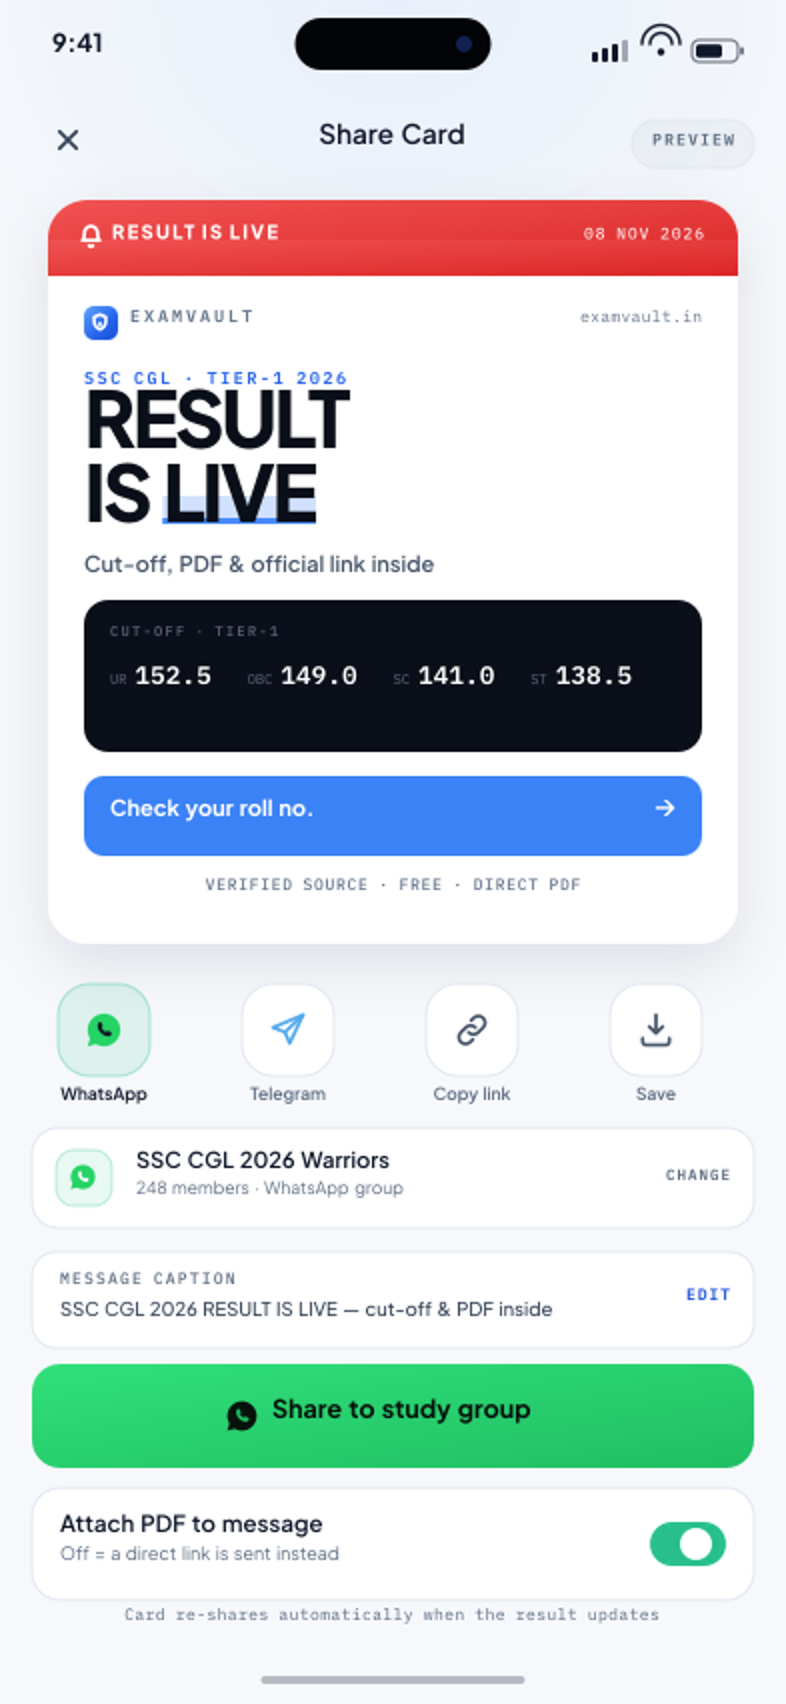 9:41
Share Card
PREVIEW
RESULT IS LIVE
08 NOV 2026
EXAMVAULT
examvault.in
SSC CGL · TIER-1 2026
RESULT
IS LIVE
Cut-off, PDF & official link inside
CUT-OFF · TIER-1
UR 152.5 OBC 149.0 SC 141.0 ST 138.5
Check your roll no. →
VERIFIED SOURCE · FREE · DIRECT PDF
WhatsApp
Telegram
Copy link
Save
SSC CGL 2026 Warriors
248 members · WhatsApp group
CHANGE
MESSAGE CAPTION
SSC CGL 2026 RESULT IS LIVE — cut-off & PDF inside
EDIT
Share to study group
Attach PDF to message
Off = a direct link is sent instead
Card re-shares automatically when the result updates